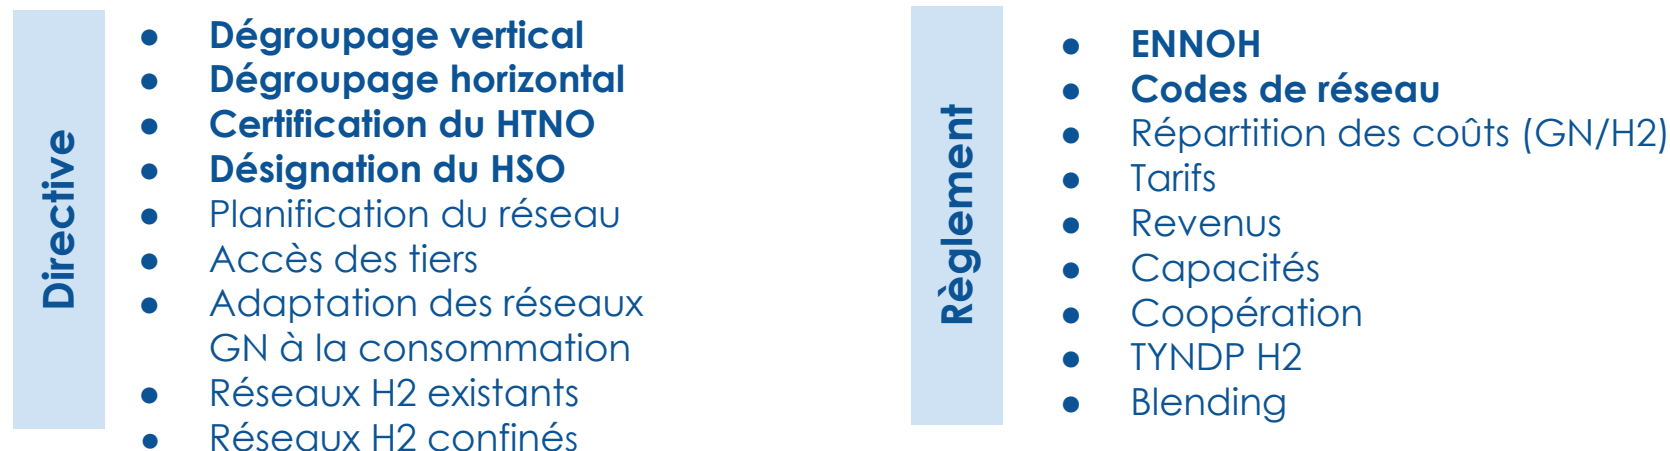 Directive
● Dégroupage vertical
● Dégroupage horizontal
● Certification du HTNO
● Désignation du HSO
● Planification du réseau
● Accès des tiers
● Adaptation des réseaux
GN à la consommation
● Réseaux H2 existants
● Réseaux H2 confinés
Règlement
● ENNOH
● Codes de réseau
● Répartition des coûts (GN/H2)
● Tarifs
● Revenus
● Capacités
● Coopération
● TYNDP H2
● Blending